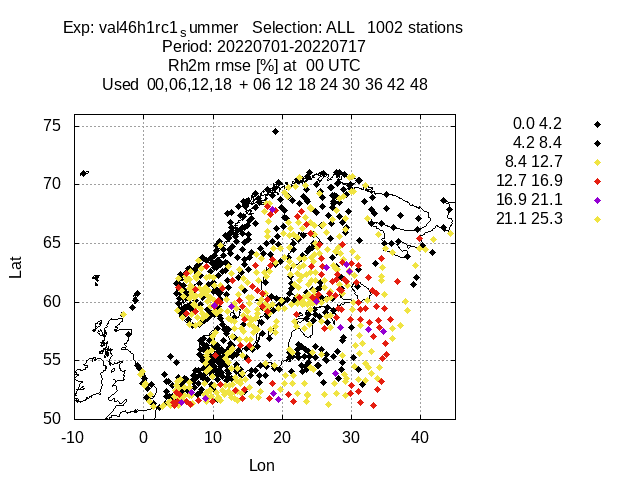 Exp: val46h1rc1summer   Selection: ALL   1002 stations
Period: 20220701-20220717
Rh2m rmse [%] at  00 UTC
Used  00,06,12,18  + 06 12 18 24 30 36 42 48
0.0 4.2
4.2 8.4
8.4 12.7
12.7 16.9
16.9 21.1
21.1 25.3
75
70
65
60
55
50
Lat
-10 0 10 20 30 40
Lon